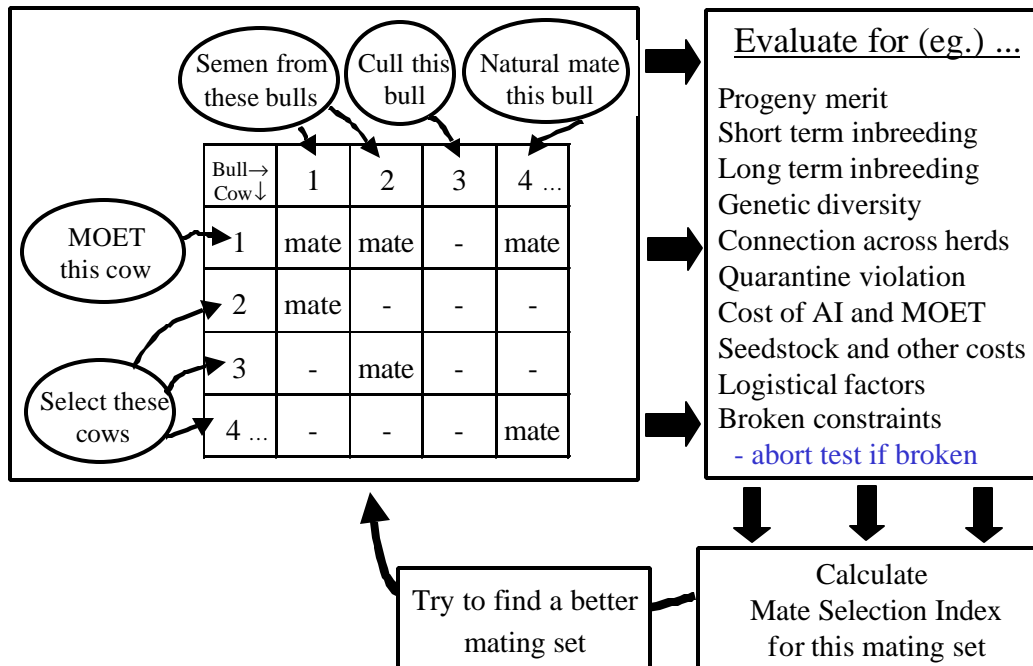 Semen from
these bulls
Cull this
bull
Natural mate
this bull
Bull→ 1 2 3 4 ...
Cow↓
MOET
this cow
1 mate mate - mate
2 mate - - -
3 - mate - -
4 ... - - - mate
Select these
cows
Evaluate for (eg.) ...
Progeny merit
Short term inbreeding
Long term inbreeding
Genetic diversity
Connection across herds
Quarantine violation
Cost of AI and MOET
Seedstock and other costs
Logistical factors
Broken constraints
- abort test if broken
Calculate
Mate Selection Index
for this mating set
Try to find a better
mating set